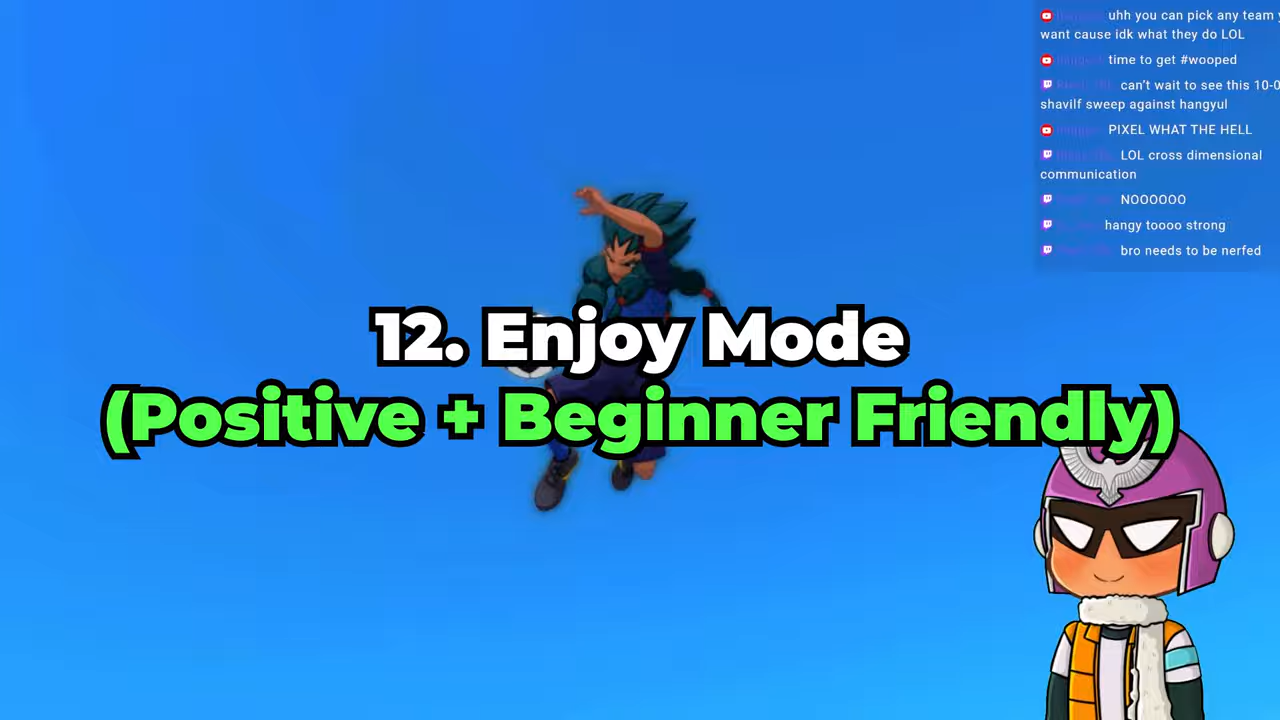 uhh you can pick any team y
want cause idk what they do LOL
time to get #wooped
can't wait to see this 10-0
shavilf sweep against hangyul
PIXEL WHAT THE HELL
LOL cross dimensional
communication
NOOOOOO
hangy toooo strong
bro needs to be nerfed
12. Enjoy Mode
(Positive + Beginner Friendly)